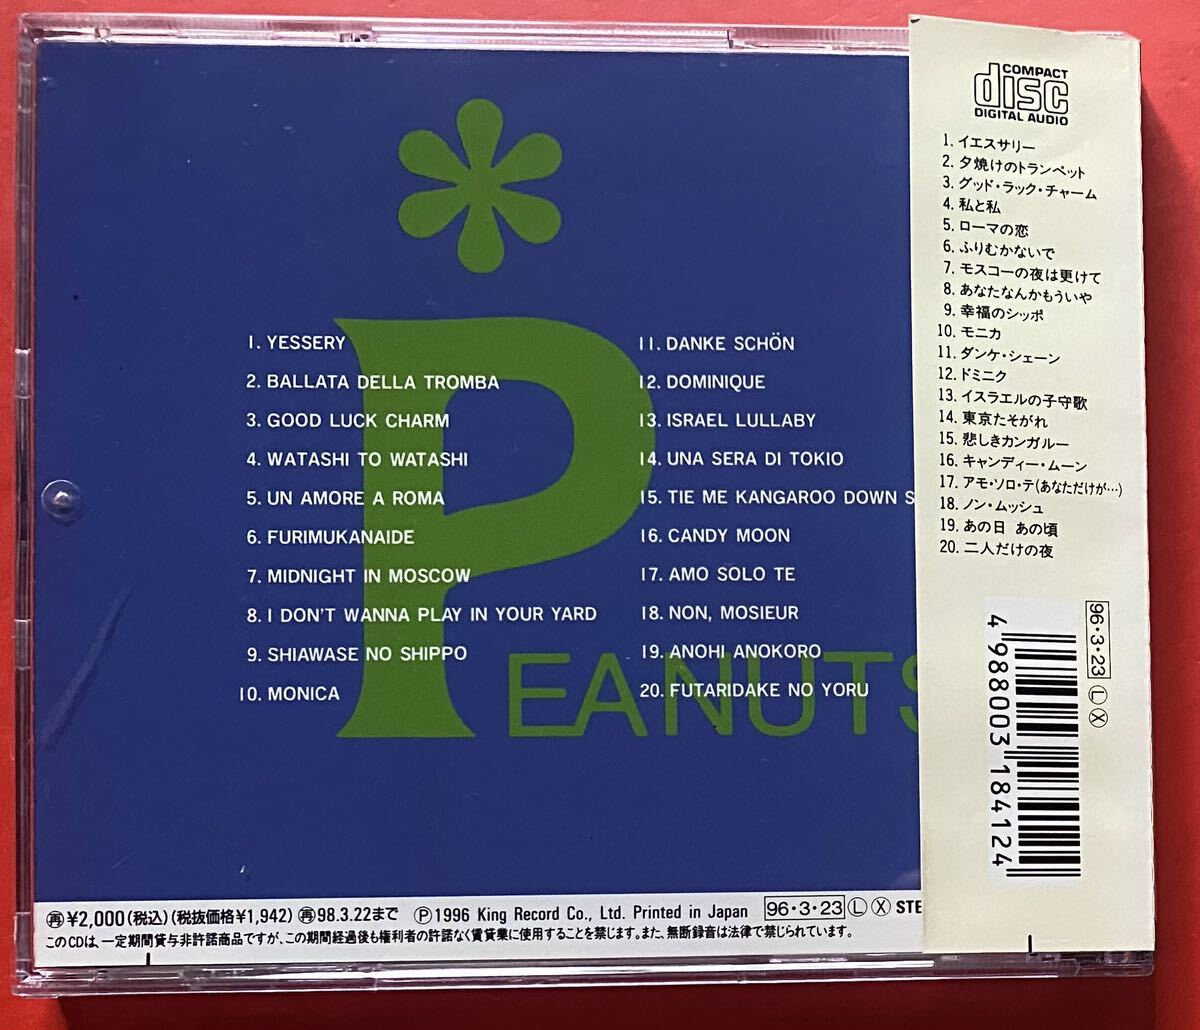 1. YESSERY
2. BALLATA DELLA TROMBA
3. GOOD LUCK CHARM
4. WATASHI TO WATASHI
5. UN AMORE A ROMA
6. FURIMUKANAIDE
7. MIDNIGHT IN MOSCOW
8. I DON'T WANNA PLAY IN YOUR YARD
9. SHIAWASE NO SHIPPO
10. MONICA
11. DANKE SCHÖN
12. DOMINIQUE
13. ISRAEL LULLABY
14. UNA SERA DI TOKIO
15. TIE ME KANGAROO DOWN S
16. CANDY MOON
17. AMO SOLO TE
18. NON, MOSIEUR
19. ANOHI ANOKORO
20. FUTARIDAKE NO YORU
PEANUTS
㊢¥2,000(税込)(税抜価格¥1,942) ㊢98.3.22まで Ⓟ1996 King Record Co., Ltd. Printed in Japan 96・3・23 Ⓛ Ⓧ STE
このCDは、一定期間貸与非許諾商品ですが、この期間経過後も権利者の許諾なく賃貸業に使用することを禁じます。また、無断録音は法律で禁じられています。
COMPACT
disc
DIGITAL AUDIO
1. イエスサリー
2. 夕焼けのトランペット
3. グッド・ラック・チャーム
4. 私と私
5. ローマの恋
6. ふりむかないで
7. モスコーの夜は更けて
8. あなたなんかもういや
9. 幸福のシッポ
10. モニカ
11. ダンケ・シェーン
12. ドミニク
13. イスラエルの子守歌
14. 東京たそがれ
15. 悲しきカンガルー
16. キャンディー・ムーン
17. アモ・ソロ・テ(あなただけが…)
18. ノン・ムッシュ
19. あの日 あの頃
20. 二人だけの夜
96・3・23 Ⓛ Ⓧ
4 988003 184124